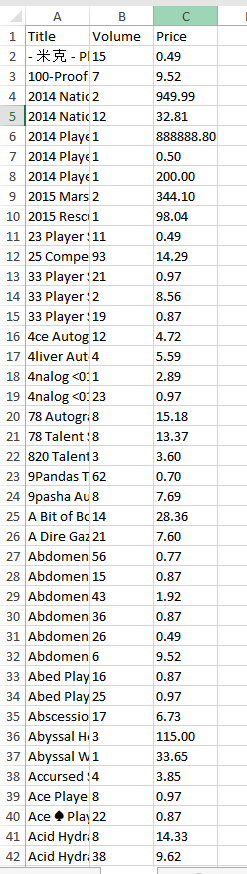 A B C
1 Title Volume Price
2 - 米克 - Pl 15 0.49
3 100-Proof 7 9.52
4 2014 Natic 2 949.99
5 2014 Natic 12 32.81
6 2014 Playe 1 888888.80
7 2014 Playe 1 0.50
8 2014 Playe 1 200.00
9 2015 Mars 2 344.10
10 2015 Resc 1 98.04
11 23 Player S 11 0.49
12 25 Compe 93 14.29
13 33 Player S 21 0.97
14 33 Player S 2 8.56
15 33 Player S 19 0.87
16 4ce Autog 12 4.72
17 4liver Aut 4 5.59
18 4nalog <01 1 2.89
19 4nalog <01 23 0.97
20 78 Autogra 8 15.18
21 78 Talent S 8 13.37
22 820 Talent 3 3.60
23 9Pandas T 62 0.70
24 9pasha Au 8 7.69
25 A Bit of Bo 14 28.36
26 A Dire Gaz 21 7.60
27 Abdomen 56 0.77
28 Abdomen 15 0.87
29 Abdomen 43 1.92
30 Abdomen 36 0.87
31 Abdomen 26 0.49
32 Abdomen 6 9.52
33 Abed Play 16 0.87
34 Abed Play 25 0.97
35 Abscessio 17 6.73
36 Abyssal He 3 115.00
37 Abyssal W 1 33.65
38 Accursed S 4 3.85
39 Ace Playe 8 0.97
40 Ace ♠ Play 22 0.87
41 Acid Hydra 8 14.33
42 Acid Hydra 38 9.62